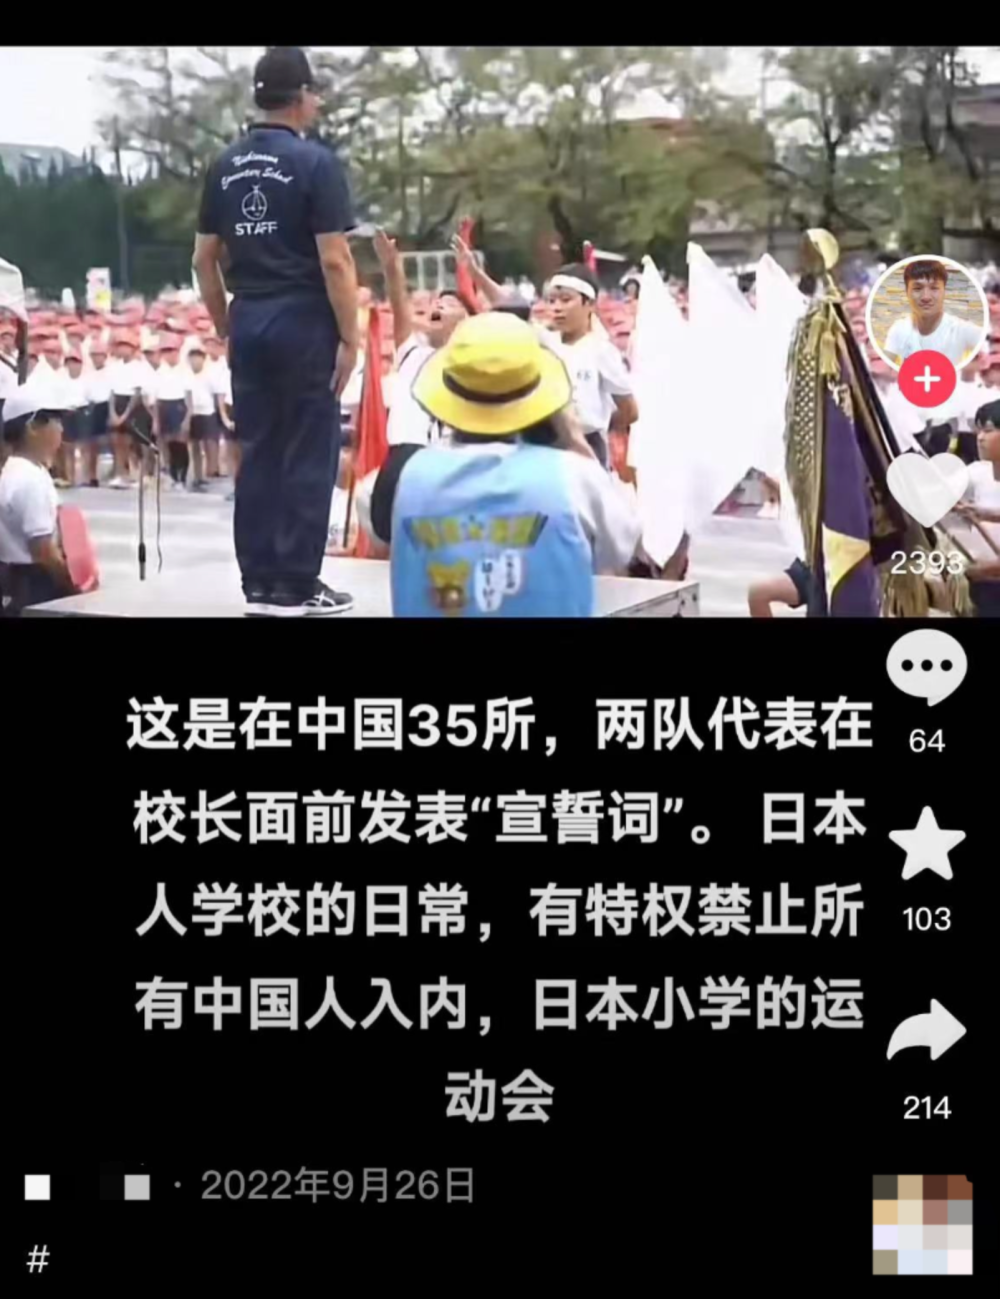 STAFF
2393
这是在中国35所，两队代表在
64
校长面前发表“宣誓词”。 日本
人学校的日常，有特权禁止所
103
有中国人入内，日本小学的运
动会
214
· 2022年9月26日
#